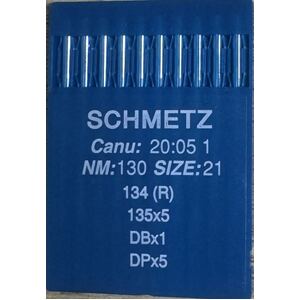 SCHMETZ
Canu: 20:05 1
NM:130 SIZE:21
134 (R)
135x5
DBx1
DPx5